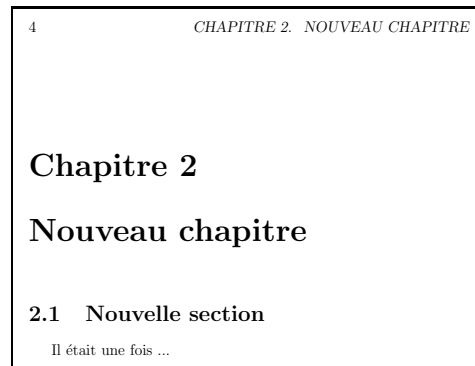 4 CHAPITRE 2. NOUVEAU CHAPITRE
Chapitre 2
Nouveau chapitre
2.1 Nouvelle section
Il était une fois ...